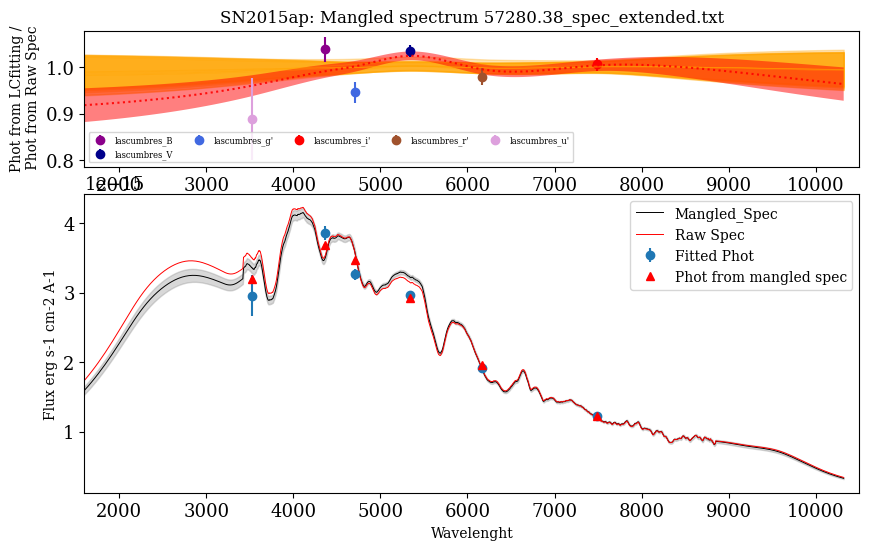 SN2015ap: Mangled spectrum 57280.38_spec_extended.txt
Phot from LCfitting /
Phot from Raw Spec
1.0
0.9
0.8
lascumbres_B
lascumbres_V
lascumbres_g'
lascumbres_i'
lascumbres_r'
lascumbres_u'
2000 3000 4000 5000 6000 7000 8000 9000 10000
1e−15
Flux erg s-1 cm-2 A-1
4
3
2
1
Mangled_Spec
Raw Spec
Fitted Phot
Phot from mangled spec
2000 3000 4000 5000 6000 7000 8000 9000 10000
Wavelenght